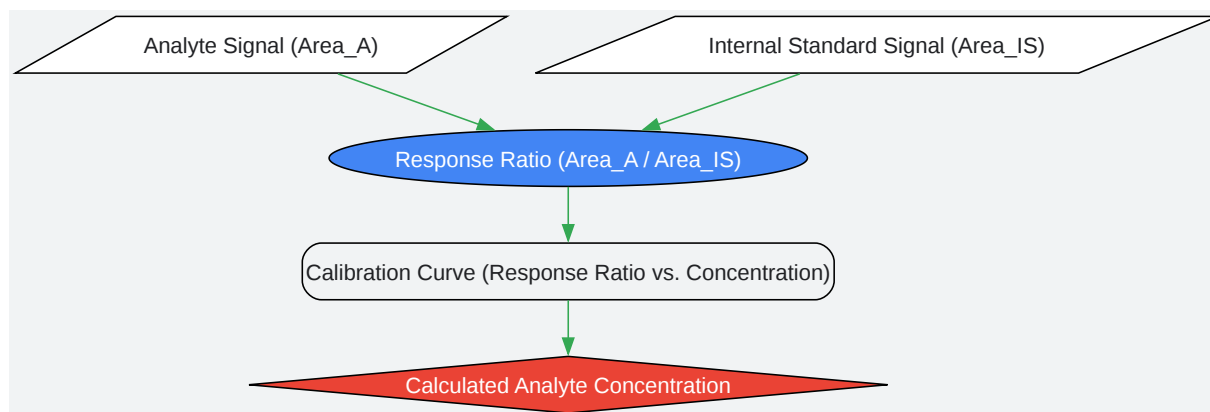 Analyte Signal (Area_A)
Internal Standard Signal (Area_IS)
Response Ratio (Area_A / Area_IS)
Calibration Curve (Response Ratio vs. Concentration)
Calculated Analyte Concentration